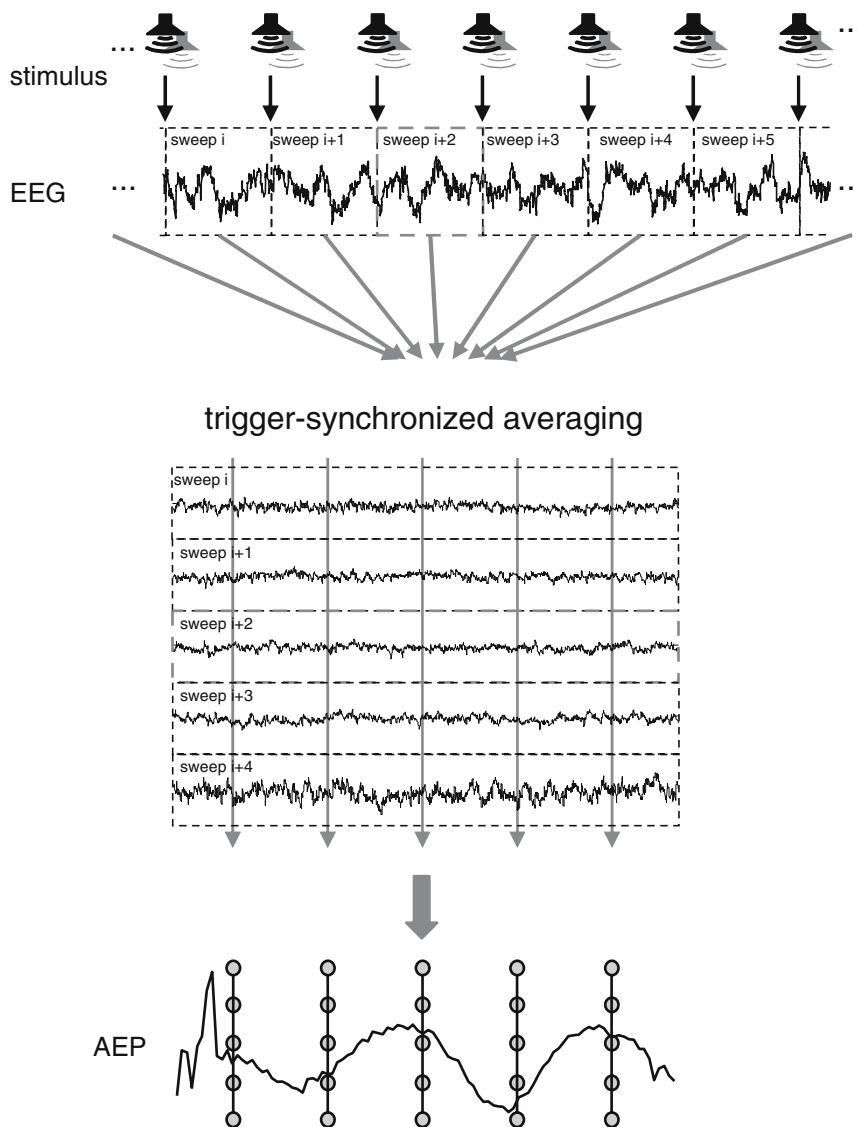 ... ...
stimulus
sweep i sweep i+1 sweep i+2 sweep i+3 sweep i+4 sweep i+5
EEG ... ...
trigger-synchronized averaging
sweep i
sweep i+1
sweep i+2
sweep i+3
sweep i+4
AEP